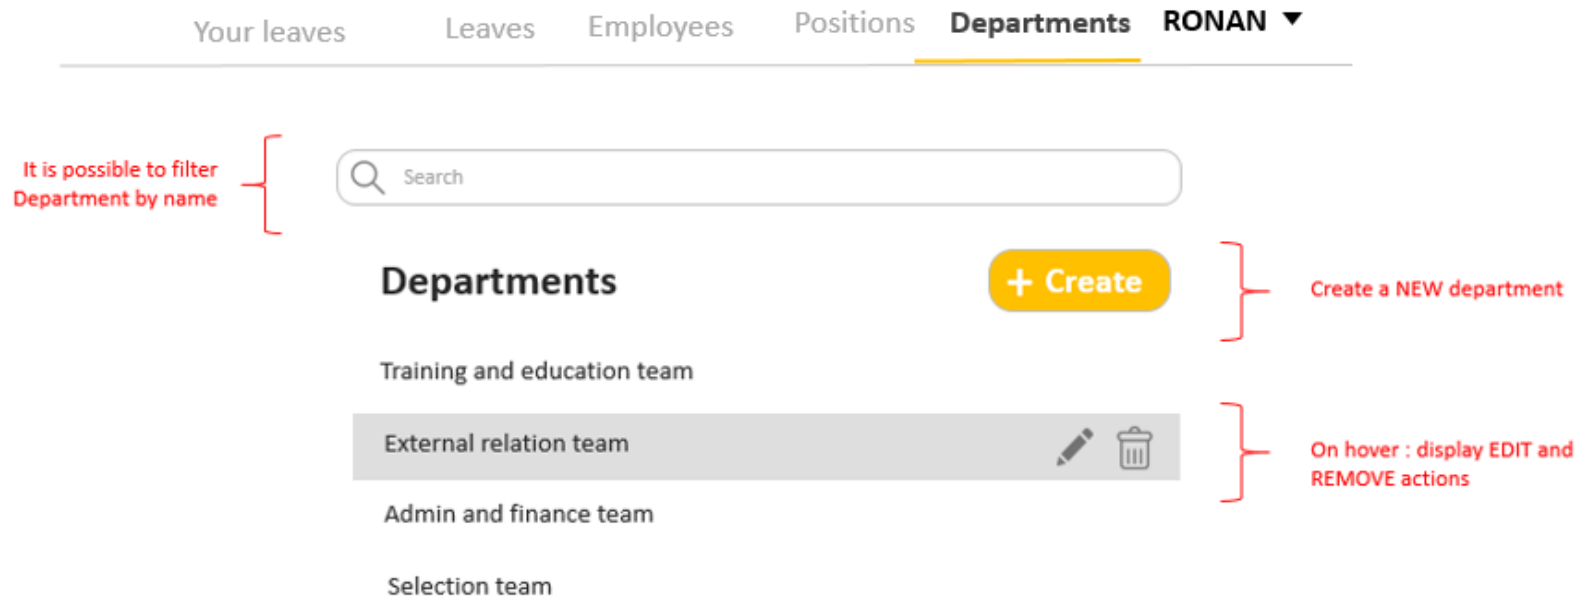 Your leaves Leaves Employees Positions Departments RONAN
It is possible to filter
Department by name
Search
Departments
+ Create
Create a NEW department
Training and education team
External relation team
On hover : display EDIT and
REMOVE actions
Admin and finance team
Selection team